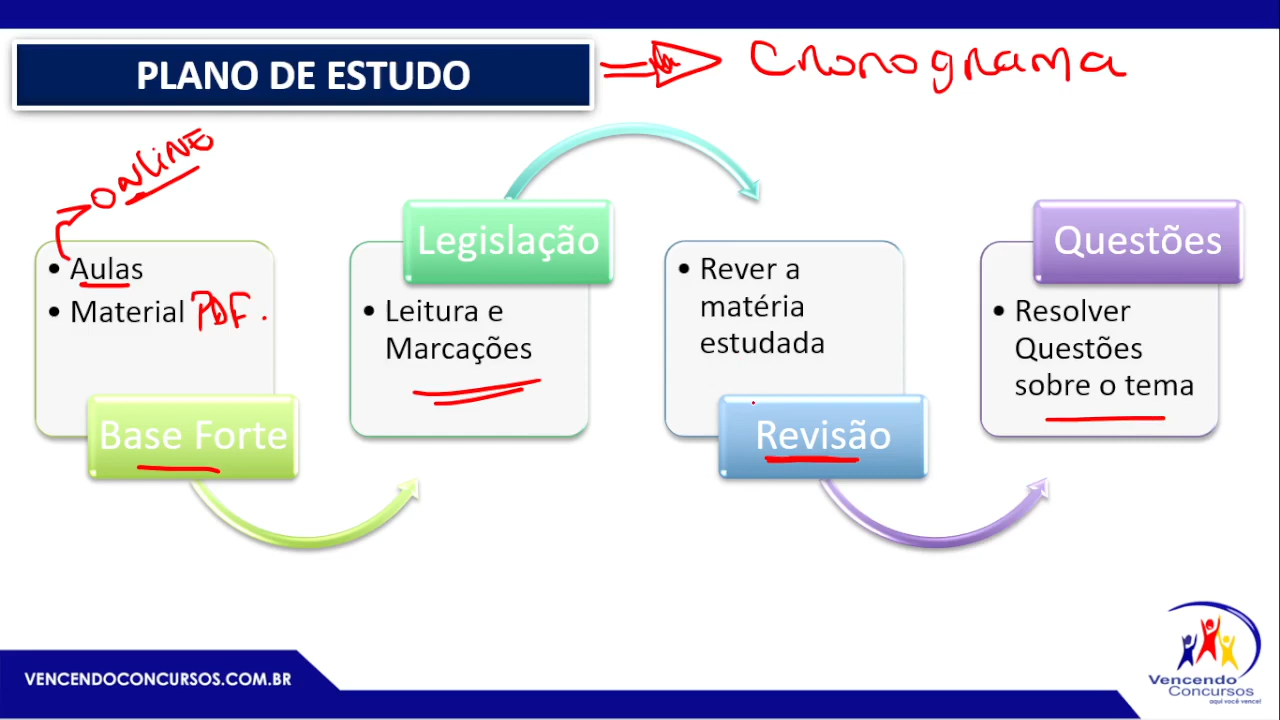 PLANO DE ESTUDO
Cronograma
ONLINE
• Aulas
• Material PDF.
Base Forte
Legislação
• Leitura e
Marcações
• Rever a
matéria
estudada
Revisão
Questões
• Resolver
Questões
sobre o tema
VENCENDOCONCURSOS.COM.BR
Vencendo
Concursos
aqui você vence!